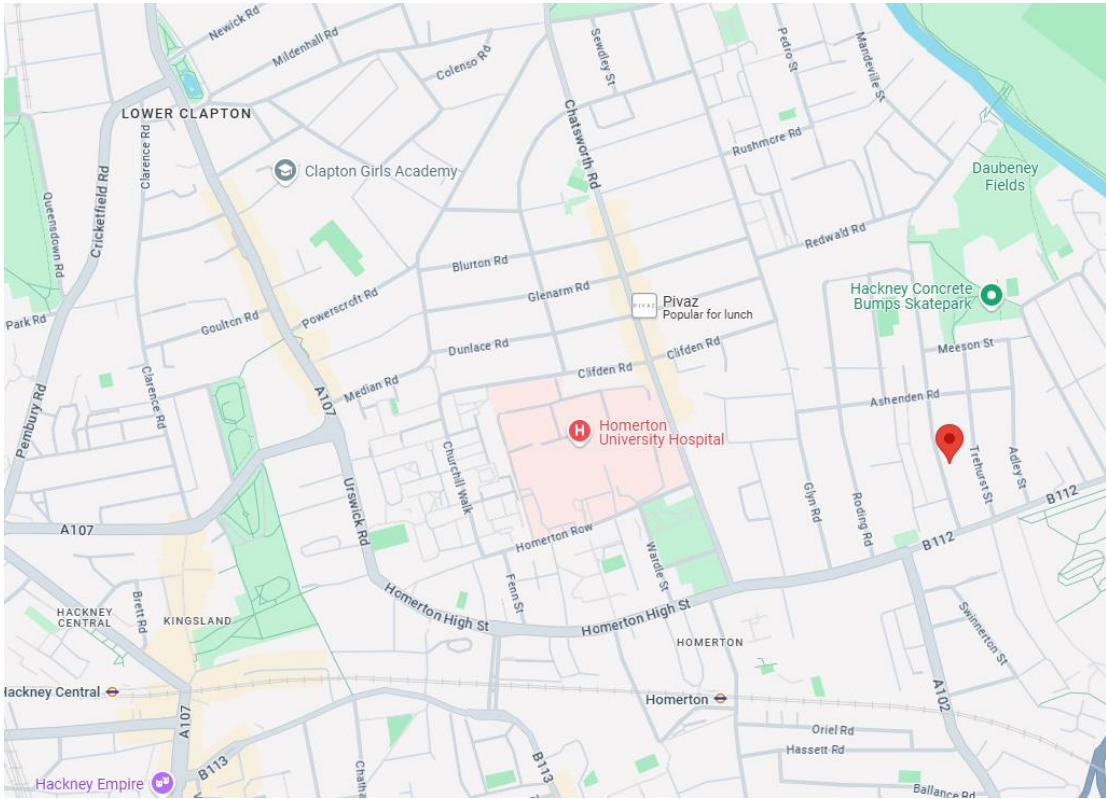 Newick Rd
Mildenhall Rd
Colenso Rd
Sewdley St
Pedro St
Mandeville St
LOWER CLAPTON
Clarence Rd
Chatsworth Rd
Rushmore Rd
Clapton Girls Academy
Daubeney
Fields
Queensdown Rd
Cricketfield Rd
Redwald Rd
Blurton Rd
Glenarm Rd
Hackney Concrete
Bumps Skatepark
Powerscroft Rd
Pivaz
Popular for lunch
PIVAZ
Park Rd
Goulton Rd
Dunlace Rd
Clifden Rd
Meeson St
Clifden Rd
Median Rd
Clarence Rd
A107
Ashenden Rd
Pembury Rd
H
Homerton
University Hospital
Churchill Walk
Trehurst St
Adley St
Urswick Rd
Glyn Rd
Roding Rd
B112
A107
Homerton Row
B112
Wardle St
Fenn St
Homerton High St
Homerton High St
HACKNEY
CENTRAL
Brett Rd
KINGSLAND
HOMERTON
Swinnerton St
Hackney Central
Homerton
A102
A107
Oriel Rd
Hassett Rd
B113
B113
Hackney Empire
Chatha
Ballance Rd